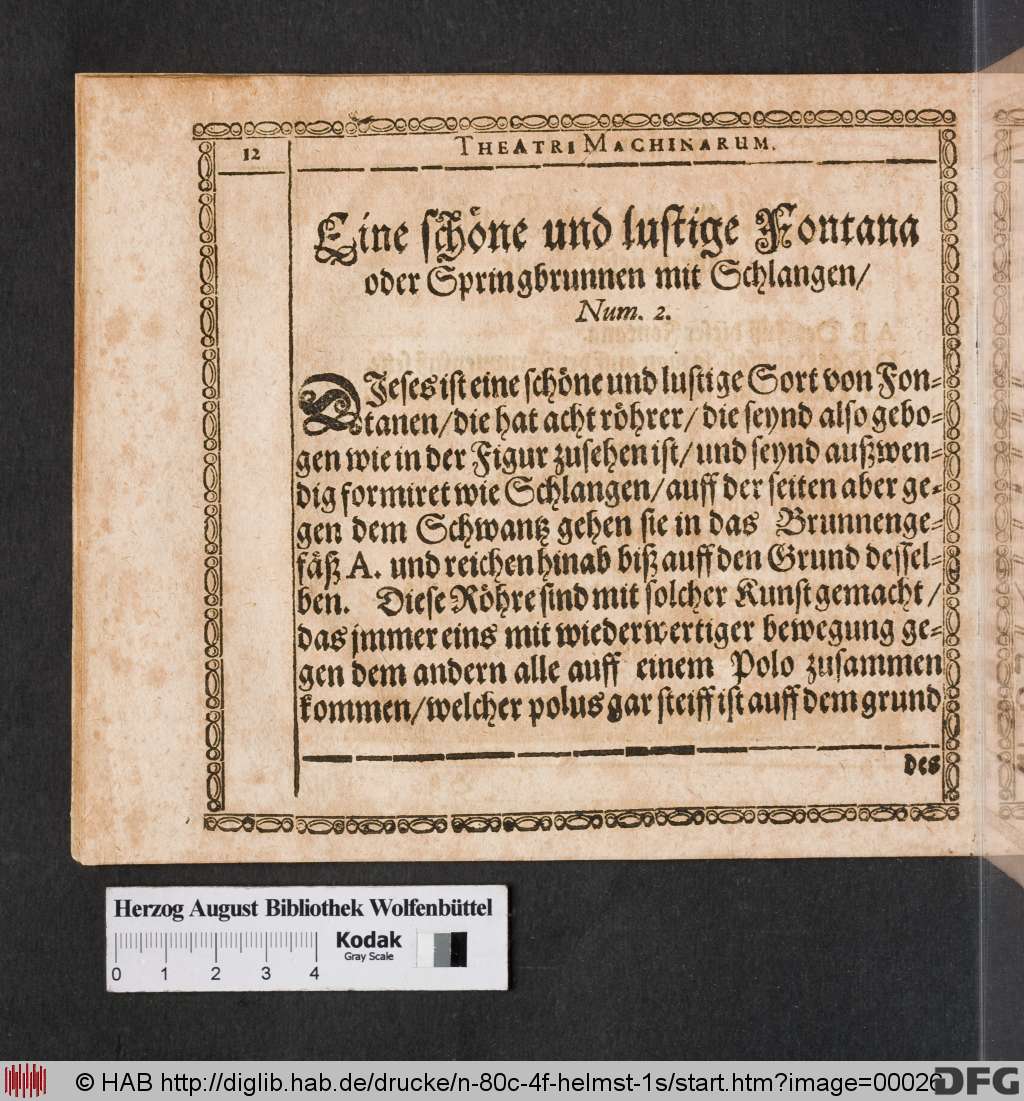 12
THEATRI MACHINARUM.
Eine schöne und lustige Fontana
oder Springbrunnen mit Schlangen/
Num. 2.
DJeses ist eine schöne und lustige Sort von Fon-
tanen/die hat acht röhrer/die seynd also gebo-
gen wie in der Figur zusehen ist/und seynd außwen-
dig formiret wie Schlangen/auff der seiten aber ge-
gen dem Schwantz gehen sie in das Brunnenge-
fäß A. und reichen hinab biß auff den Grund dessel-
ben. Diese Röhre sind mit solcher Kunst gemacht/
das jmmer eins mit wiederwertiger bewegung ge-
gen dem andern alle auff einem Polo zusammen
kommen/welcher polus gar steiff ist auff dem grund
des
Herzog August Bibliothek Wolfenbüttel
Kodak
Gray Scale
0 1 2 3 4
© HAB http://diglib.hab.de/drucke/n-80c-4f-helmst-1s/start.htm?image=00026
DFG